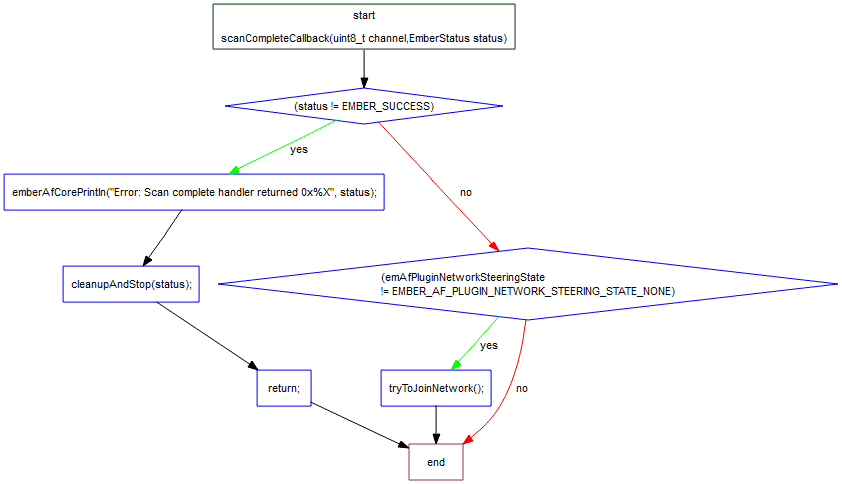 start
scanCompleteCallback(uint8_t channel,EmberStatus status)
(status != EMBER_SUCCESS)
yes
emberAfCorePrintln("Error: Scan complete handler returned 0x%X", status);
no
cleanupAndStop(status);
(emAfPluginNetworkSteeringState
!= EMBER_AF_PLUGIN_NETWORK_STEERING_STATE_NONE)
yes
return;
tryToJoinNetwork();
no
end